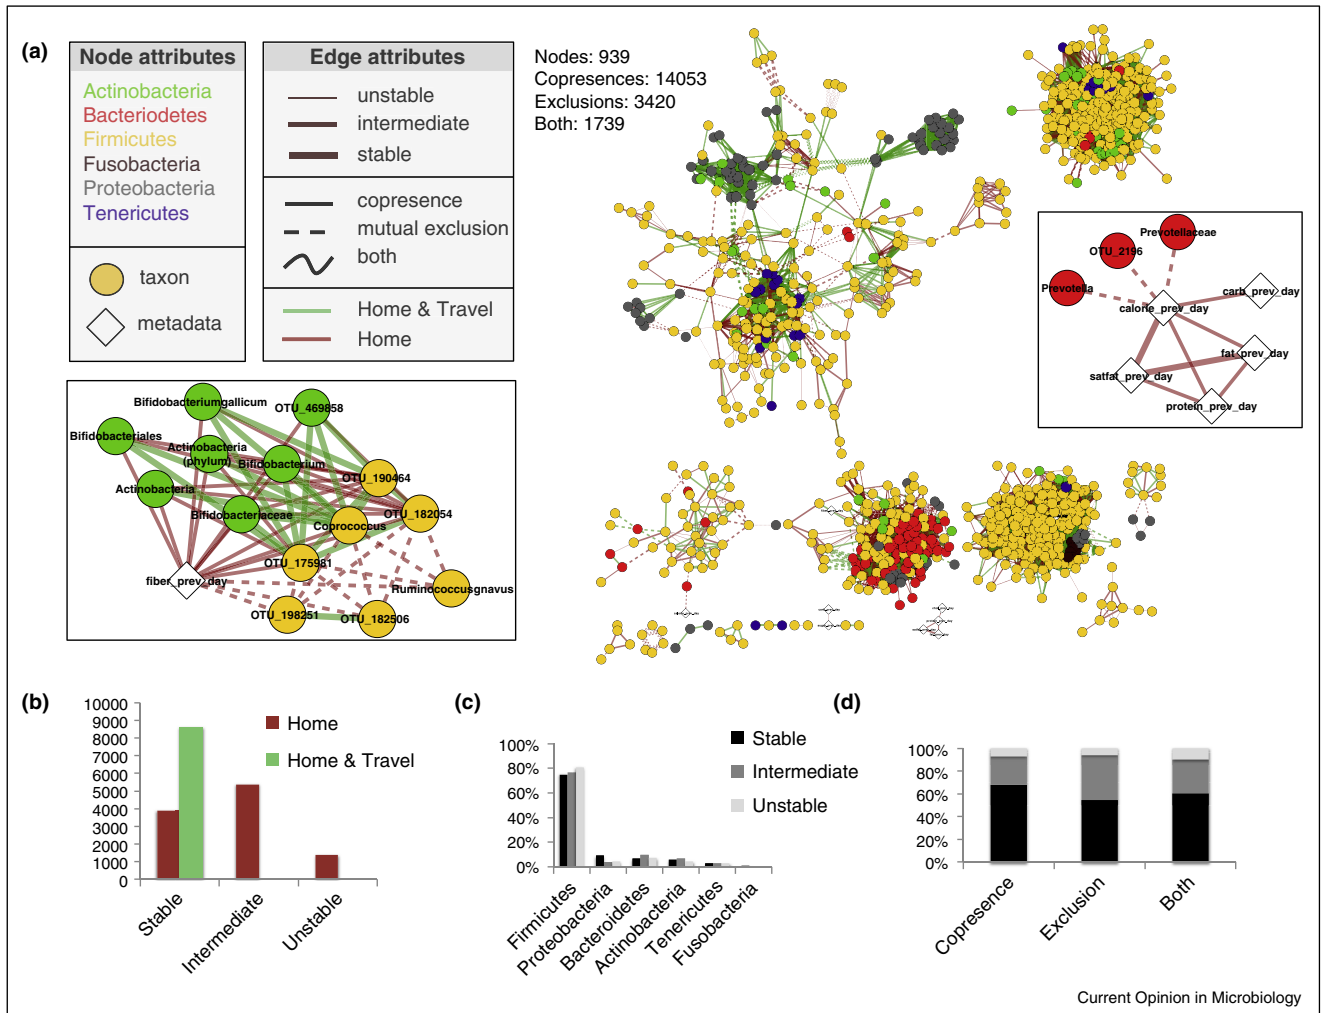 (a)
Node attributes
Actinobacteria
Bacteriodetes
Firmicutes
Fusobacteria
Proteobacteria
Tenericutes
taxon
metadata
Edge attributes
unstable
intermediate
stable
copresence
mutual exclusion
both
Home & Travel
Home
Nodes: 939
Copresences: 14053
Exclusions: 3420
Both: 1739
Prevotellaceae
OTU_2196
Prevotella
carb_prev_day
calorie_prev_day
fat_prev_day
satfat_prev_day
protein_prev_day
Bifidobacteriumgallicum
OTU_469858
Bifidobacteriales
Actinobacteria
(phylum)
Bifidobacterium
OTU_190464
Actinobacteria
Bifidobacteriaceae
OTU_182054
Coprococcus
OTU_175981
fiber_prev_day
Ruminococcusgnavus
OTU_198251
OTU_182506
(b)
10000
9000
8000
7000
6000
5000
4000
3000
2000
1000
0
Home
Home & Travel
Stable
Intermediate
Unstable
(c)
100%
80%
60%
40%
20%
0%
Stable
Intermediate
Unstable
Firmicutes
Proteobacteria
Bacteroidetes
Actinobacteria
Tenericutes
Fusobacteria
(d)
100%
80%
60%
40%
20%
0%
Copresence
Exclusion
Both
Current Opinion in Microbiology